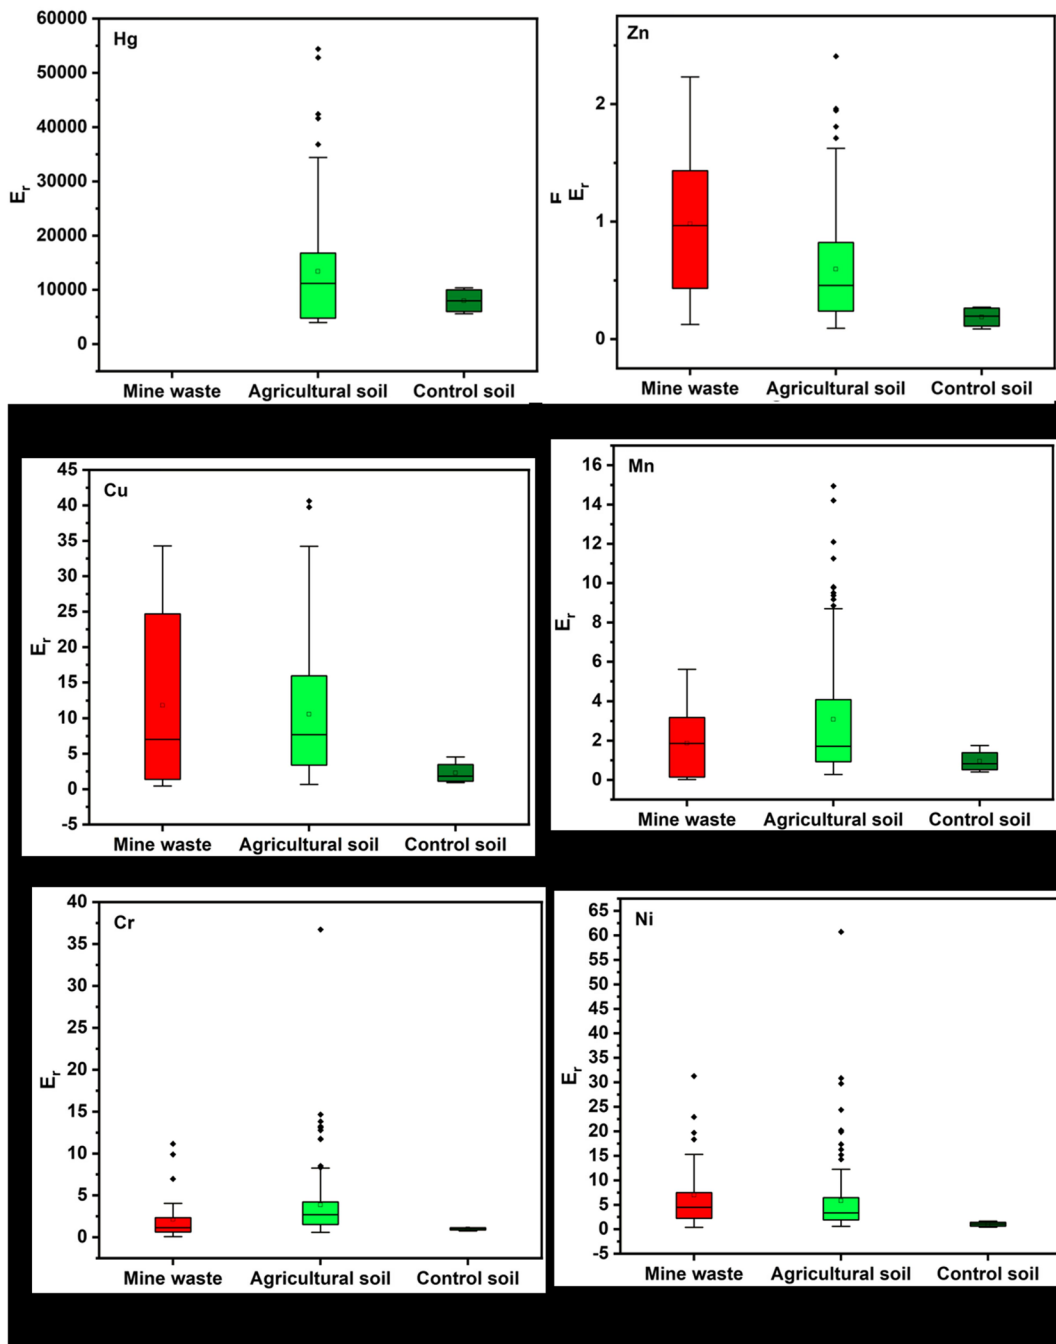 Hg
60000
50000
40000
30000
20000
10000
0
Er
Mine waste Agricultural soil Control soil
Zn
2
1
0
F
Er
Mine waste Agricultural soil Control soil
Cu
45
40
35
30
25
20
15
10
5
0
-5
Er
Mine waste Agricultural soil Control soil
Mn
16
14
12
10
8
6
4
2
0
Er
Mine waste Agricultural soil Control soil
Cr
40
35
30
25
20
15
10
5
0
Er
Mine waste Agricultural soil Control soil
Ni
65
60
55
50
45
40
35
30
25
20
15
10
5
0
-5
Er
Mine waste Agricultural soil Control soil